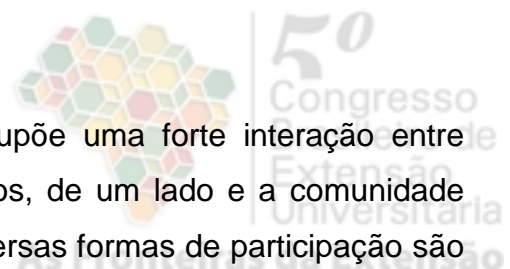 5º
Congresso
upõe uma forte interação entre
de
Extensão
os, de um lado e a comunidade
Universitária
ersas formas de participação são
As Fronteiras da Extensão